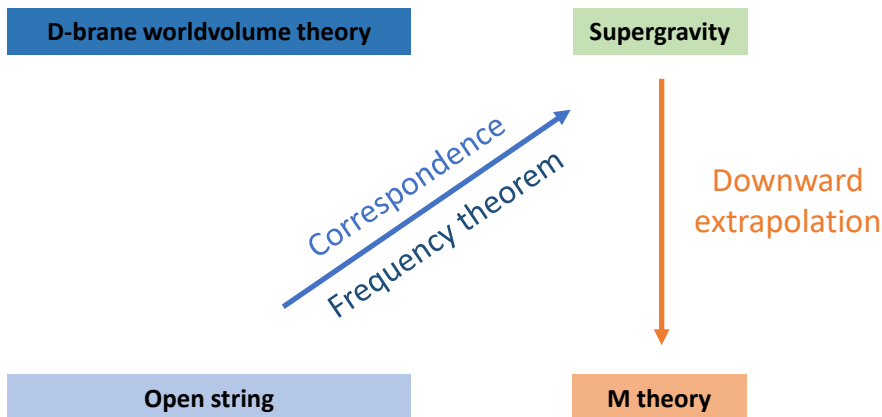 D-brane worldvolume theory
Supergravity
Correspondence
Frequency theorem
Downward
extrapolation
Open string
M theory